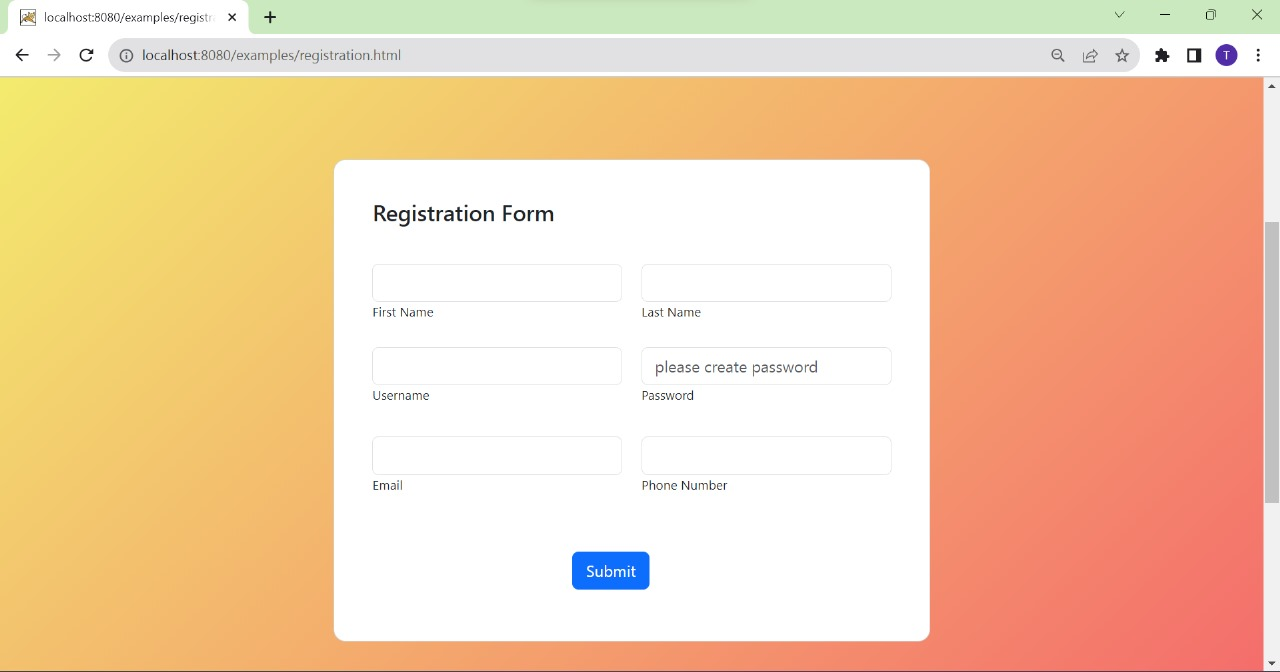 localhost:8080/examples/registr
localhost:8080/examples/registration.html
T
Registration Form
First Name
Last Name
please create password
Username
Password
Email
Phone Number
Submit